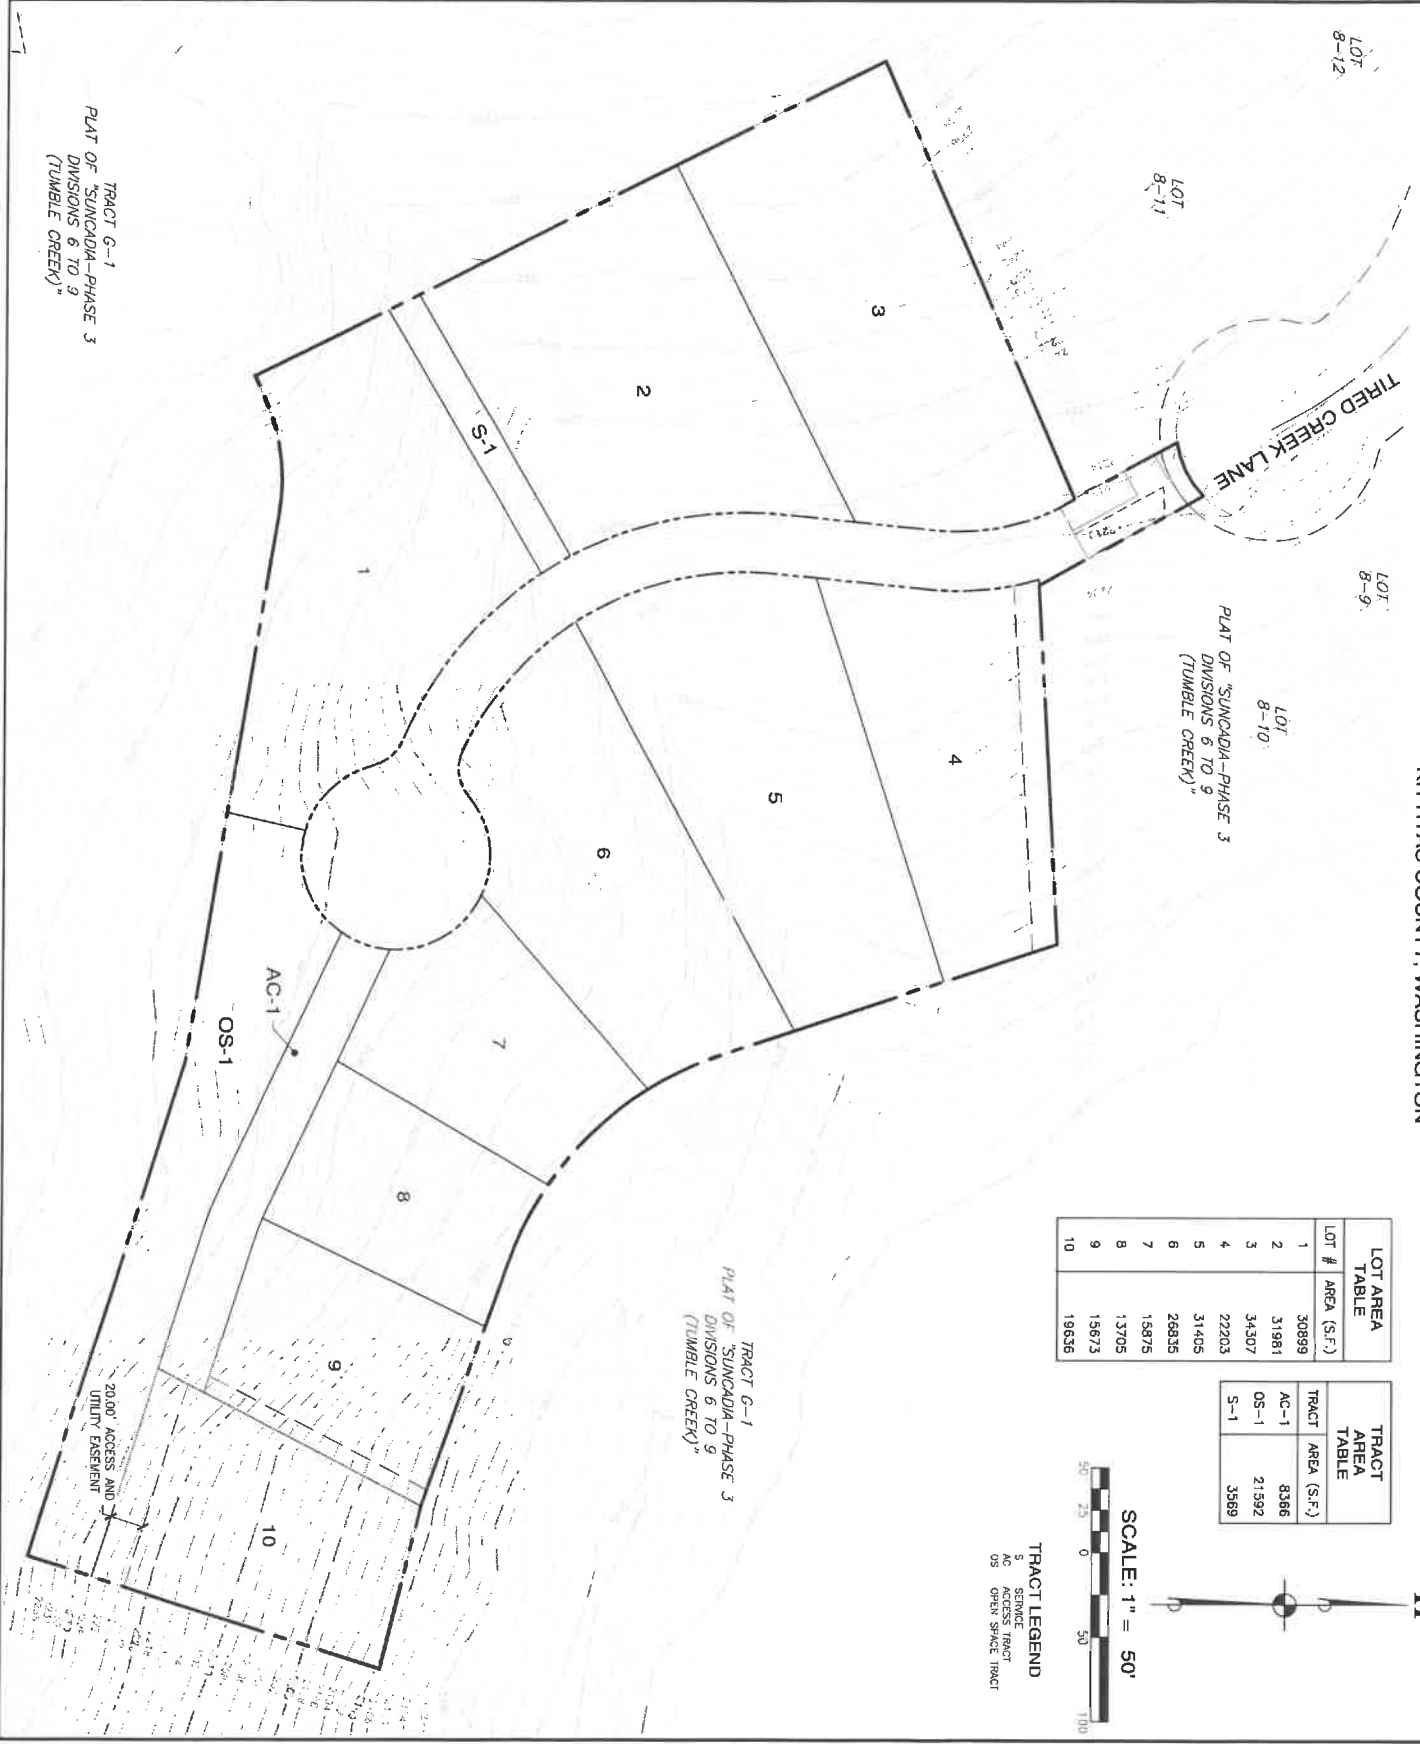 KITTITAS COUNTY, WASHINGTON
LOT
8-12
LOT
8-11
TIRED CREEK LANE
LOT
8-9
LOT
8-10
PLAT OF "SUNCADIA-PHASE 3
DIVISIONS 6 TO 9
(TUMBLE CREEK)"
LOT AREA
TABLE
LOT # AREA (S.F.)
1 30899
2 31981
3 34307
4 22203
5 31405
6 26835
7 15875
8 13705
9 15673
10 19636
TRACT
AREA
TABLE
TRACT AREA (S.F.)
AC-1 8366
OS-1 21592
S-1 3569
SCALE: 1" = 50'
50 25 0 50 100
TRACT LEGEND
S SERVICE
AC ACCESS TRACT
OS OPEN SPACE TRACT
3
2
S-1
1
4
5
6
7
8
9
10
AC-1
OS-1
20.00' ACCESS AND
UTILITY EASEMENT
TRACT G-1
PLAT OF "SUNCADIA-PHASE 3
DIVISIONS 6 TO 9
(TUMBLE CREEK)"
TRACT G-1
PLAT OF "SUNCADIA-PHASE 3
DIVISIONS 6 TO 9
(TUMBLE CREEK)"